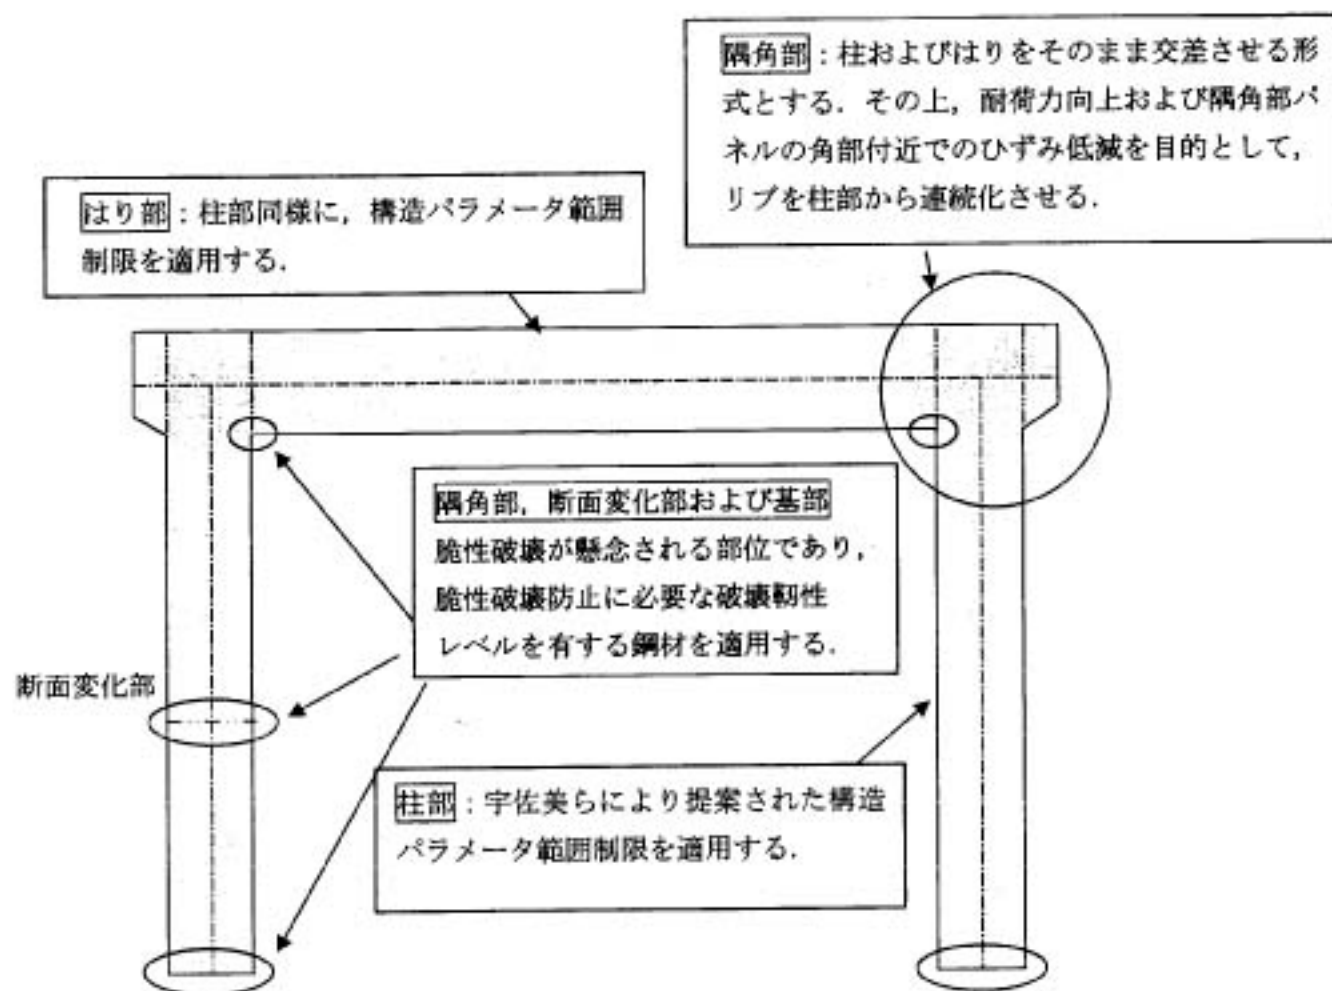 隅角部：柱およびはりをそのまま交差させる形
式とする．その上，耐荷力向上および隅角部パ
ネルの角部付近でのひずみ低減を目的として，
リブを柱部から連続化させる．
はり部：柱部同様に，構造パラメータ範囲
制限を適用する．
隅角部，断面変化部および基部
脆性破壊が懸念される部位であり，
脆性破壊防止に必要な破壊靭性
レベルを有する鋼材を適用する．
断面変化部
柱部：宇佐美らにより提案された構造
パラメータ範囲制限を適用する．